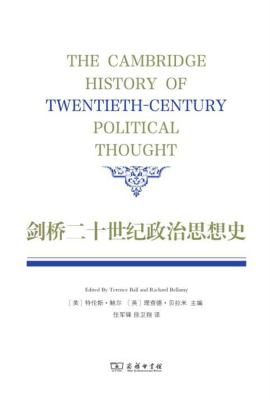 THE CAMBRIDGE
HISTORY OF
TWENTIETH-CENTURY
POLITICAL
THOUGHT
剑桥二十世纪政治思想史
Edited By Terence Ball and Richard Bellamy
〔美〕特伦斯·鲍尔 〔英〕理查德·贝拉米 主编
任军锋 徐卫翔 译
商务印书馆